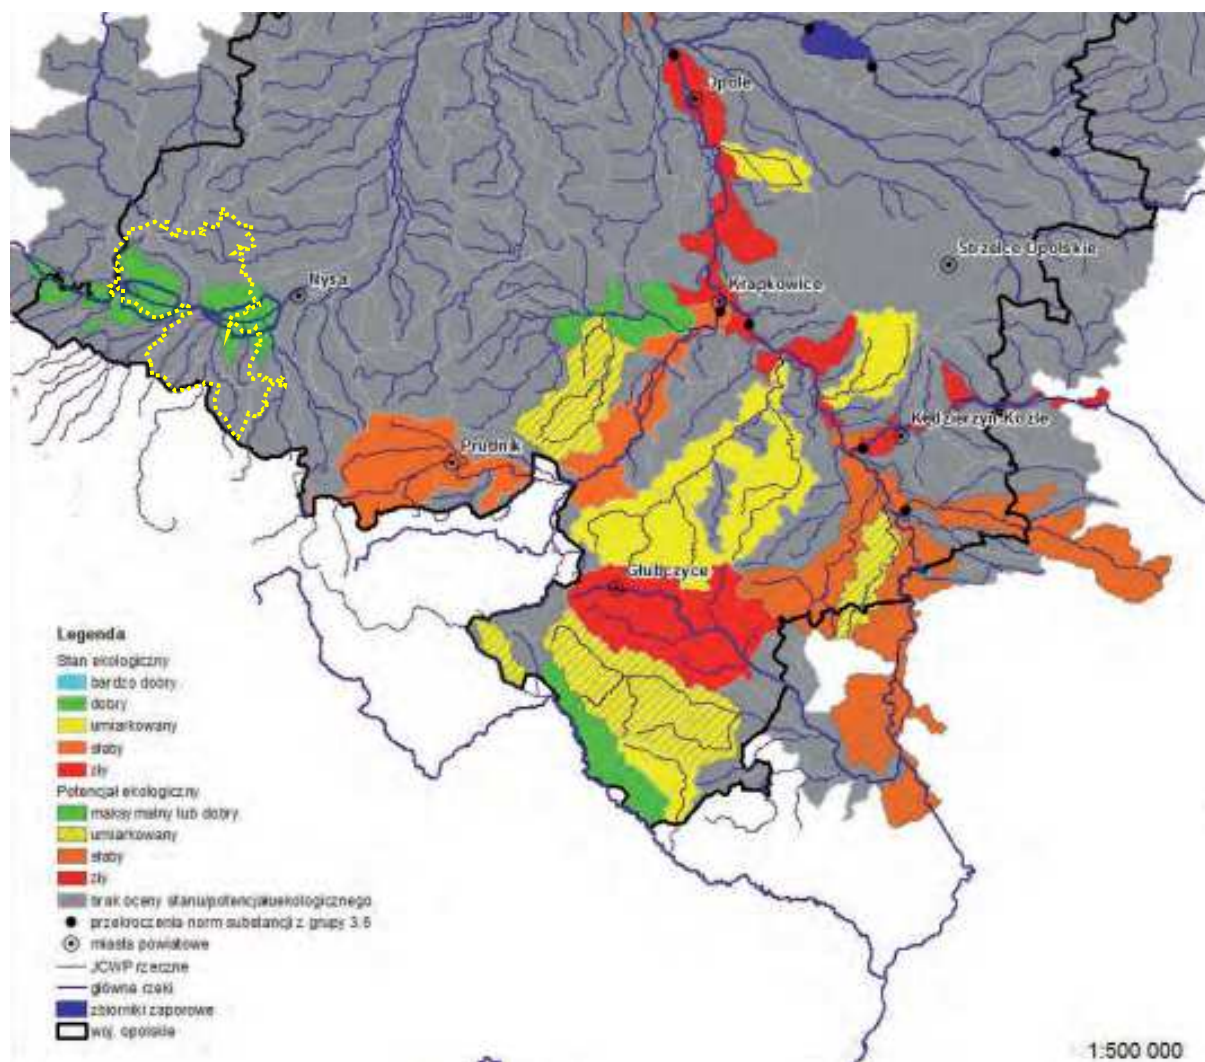 Opole
Strzelce Opolskie
Nysa
Krapkowice
Kędzierzyn-Koźle
Prudnik
Głubczyce
Legenda
Stan ekologiczny
bardzo dobry
dobry
umiarkowany
słaby
zły
Potencjał ekologiczny
maksymalny lub dobry
umiarkowany
słaby
zły
brak oceny stanu/potencjału ekologicznego
przekroczenia norm substancji z grupy 3.6
miasta powiatowe
JCWP rzeczne
główne rzeki
zbiorniki zaporowe
woj. opolskie
1:500 000